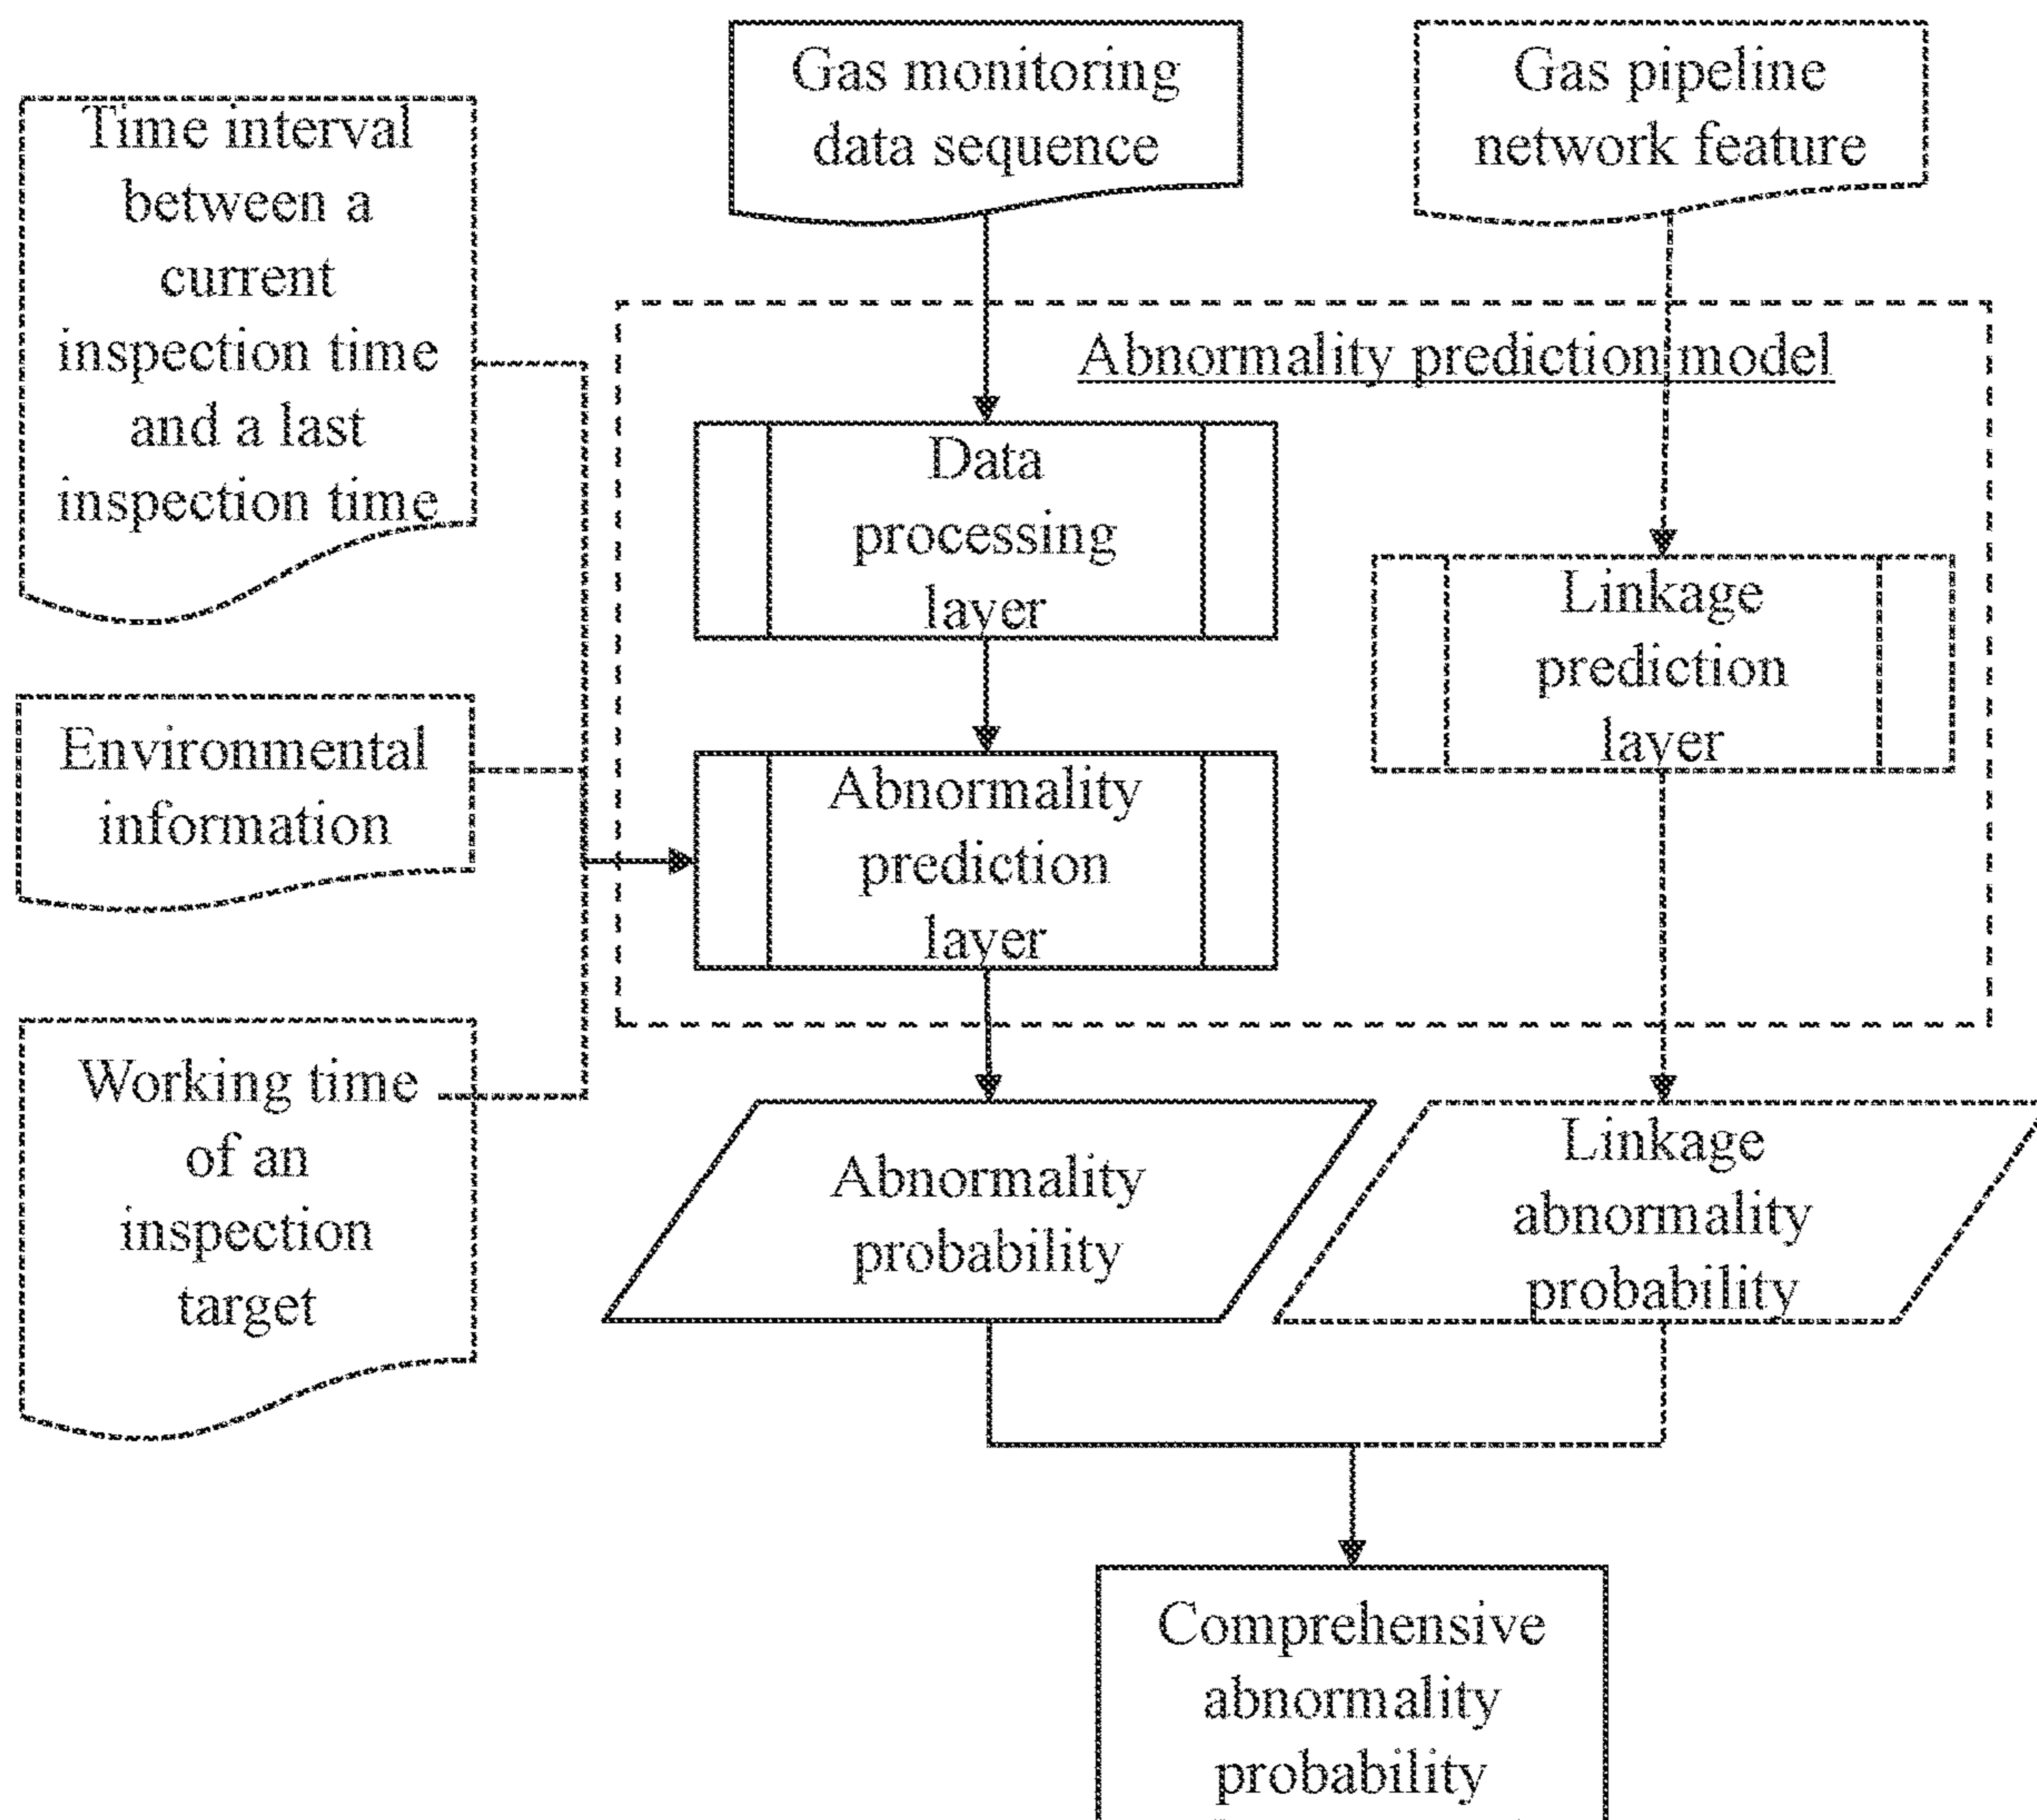 Gas monitoring
data sequence
Gas pipeline
network feature
Time interval
between a
current
inspection time
and a last
inspection time
Abnormality prediction model
Data
processing
layer
Linkage
prediction
layer
Environmental
information
Abnormality
prediction
layer
Working time
of an
inspection
target
Abnormality
probability
Linkage
abnormality
probability
Comprehensive
abnormality
probability